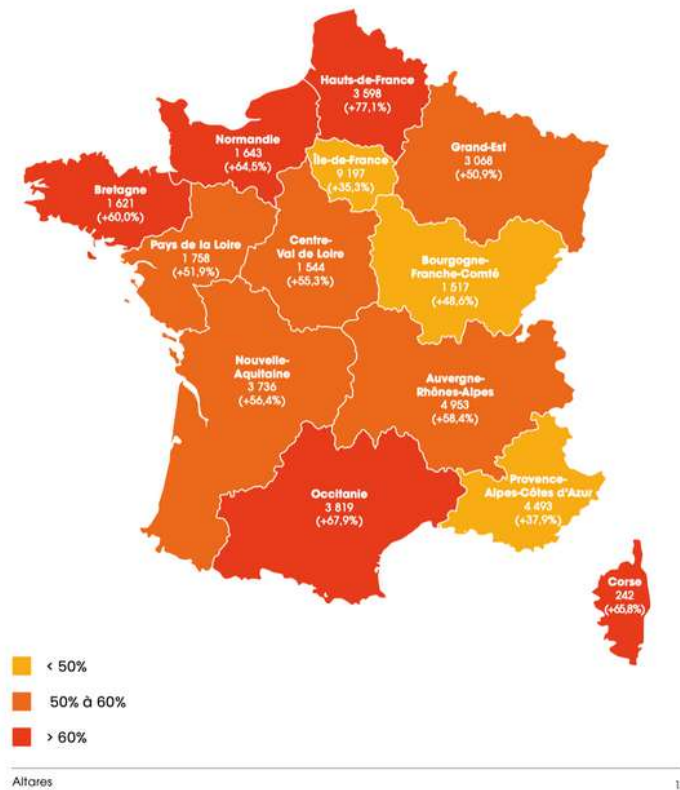 Hauts-de-France
3 598
(+77,1%)
Normandie
1 643
(+64,5%)
Île-de-France
9 197
(+35,3%)
Grand-Est
3 068
(+50,9%)
Bretagne
1 621
(+60,0%)
Pays de la Loire
1 758
(+51,9%)
Centre-
Val de Loire
1 544
(+55,3%)
Bourgogne-
Franche-Comté
1 517
(+48,6%)
Nouvelle-
Aquitaine
3 736
(+56,4%)
Auvergne-
Rhônes-Alpes
4 953
(+58,4%)
Occitanie
3 819
(+67,9%)
Provence-
Alpes-Côtes d'Azur
4 493
(+37,9%)
Corse
242
(+65,8%)
< 50%
50% à 60%
> 60%
Altares
1